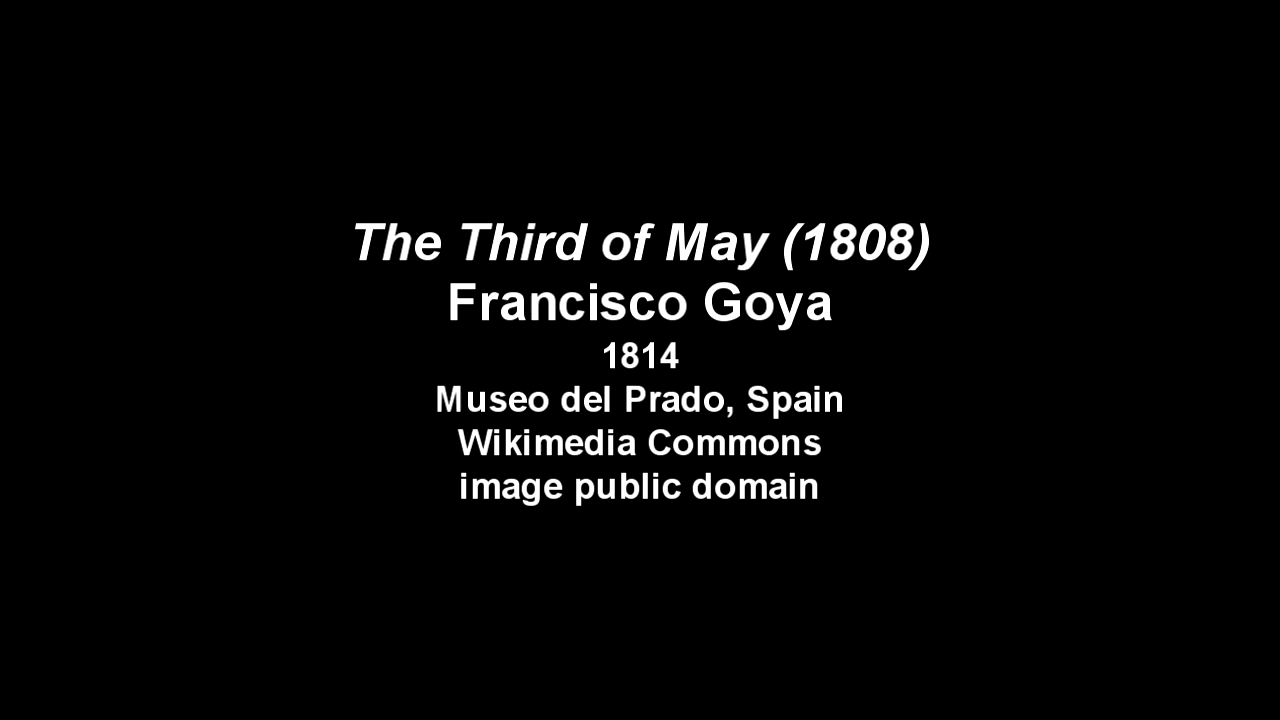 The Third of May (1808)
Francisco Goya
1814
Museo del Prado, Spain
Wikimedia Commons
image public domain